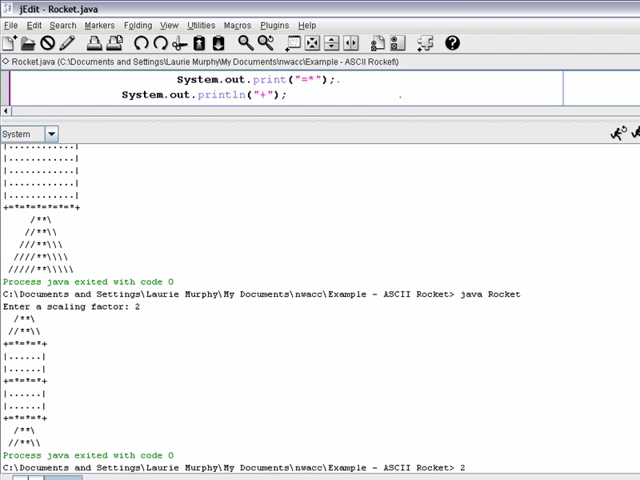 jEdit - Rocket.java
File Edit Search Markers Folding View Utilities Macros Plugins Help
Rocket.java (C:\Documents and Settings\Laurie Murphy\My Documents\nwacc\Example - ASCII Rocket\)
System.out.print("=*");.
System.out.println("+"); .
System
|............|
|............|
|............|
|............|
|............|
+=*=*=*=*=*=*+
/**\
//**\\
///**\\\
////**\\\\
/////**\\\\\
Process java exited with code 0
C:\Documents and Settings\Laurie Murphy\My Documents\nwacc\Example - ASCII Rocket> java Rocket
Enter a scaling factor: 2
/**\
//**\\
+=*=*=*+
|......|
|......|
+=*=*=*+
|......|
|......|
+=*=*=*+
/**\
//**\\
Process java exited with code 0
C:\Documents and Settings\Laurie Murphy\My Documents\nwacc\Example - ASCII Rocket> 2